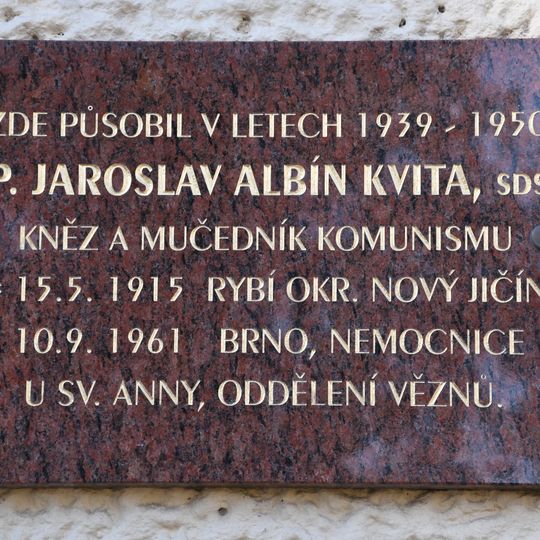 ZDE PŮSOBIL V LETECH 1939 - 1950
P. JAROSLAV ALBÍN KVITA, SDS
KNĚZ A MUČEDNÍK KOMUNISMU
* 15.5. 1915 RYBÍ OKR. NOVÝ JIČÍN
10.9. 1961 BRNO, NEMOCNICE
U SV. ANNY, ODDĚLENÍ VĚZNŮ.